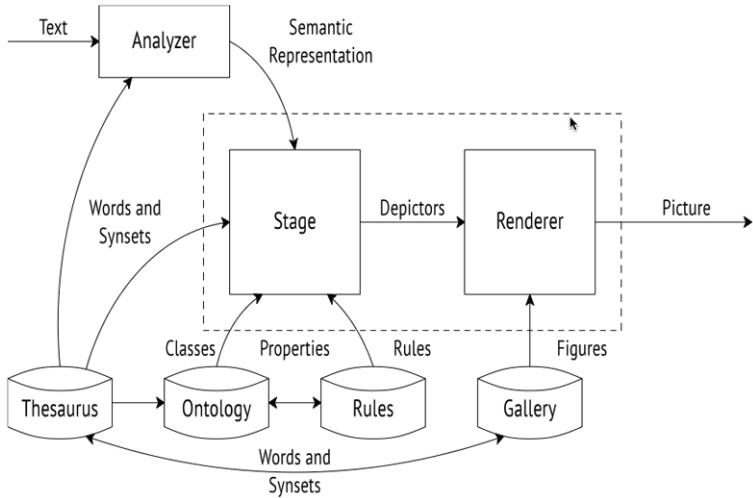 Text
Analyzer
Semantic
Representation
Words and
Synsets
Stage
Depictors
Renderer
Picture
Classes
Properties
Rules
Figures
Thesaurus
Ontology
Rules
Gallery
Words and
Synsets